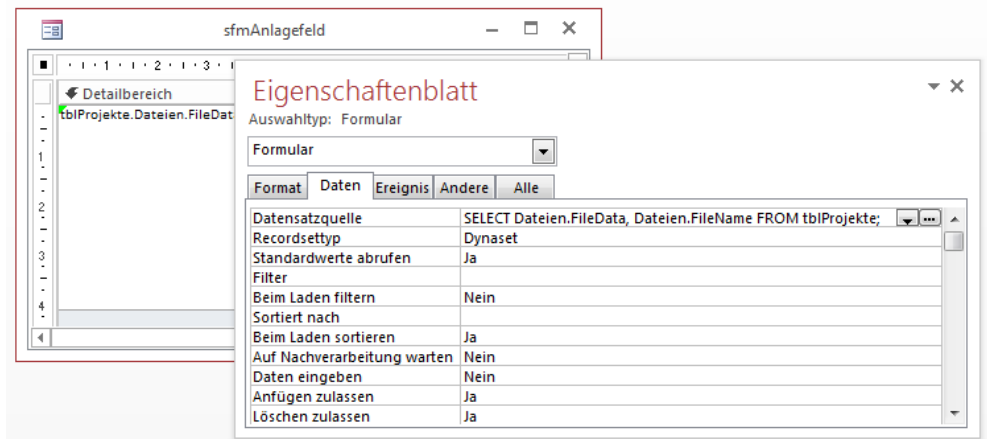 sfmAnlagefeld
1 2 3
Detailbereich
tblProjekte.Dateien.FileDat
1
2
3
4
Eigenschaftenblatt
Auswahltyp: Formular
Formular
Format Daten Ereignis Andere Alle
Datensatzquelle SELECT Dateien.FileData, Dateien.FileName FROM tblProjekte;
Recordsettyp Dynaset
Standardwerte abrufen Ja
Filter
Beim Laden filtern Nein
Sortiert nach
Beim Laden sortieren Ja
Auf Nachverarbeitung warten Nein
Daten eingeben Nein
Anfügen zulassen Ja
Löschen zulassen Ja